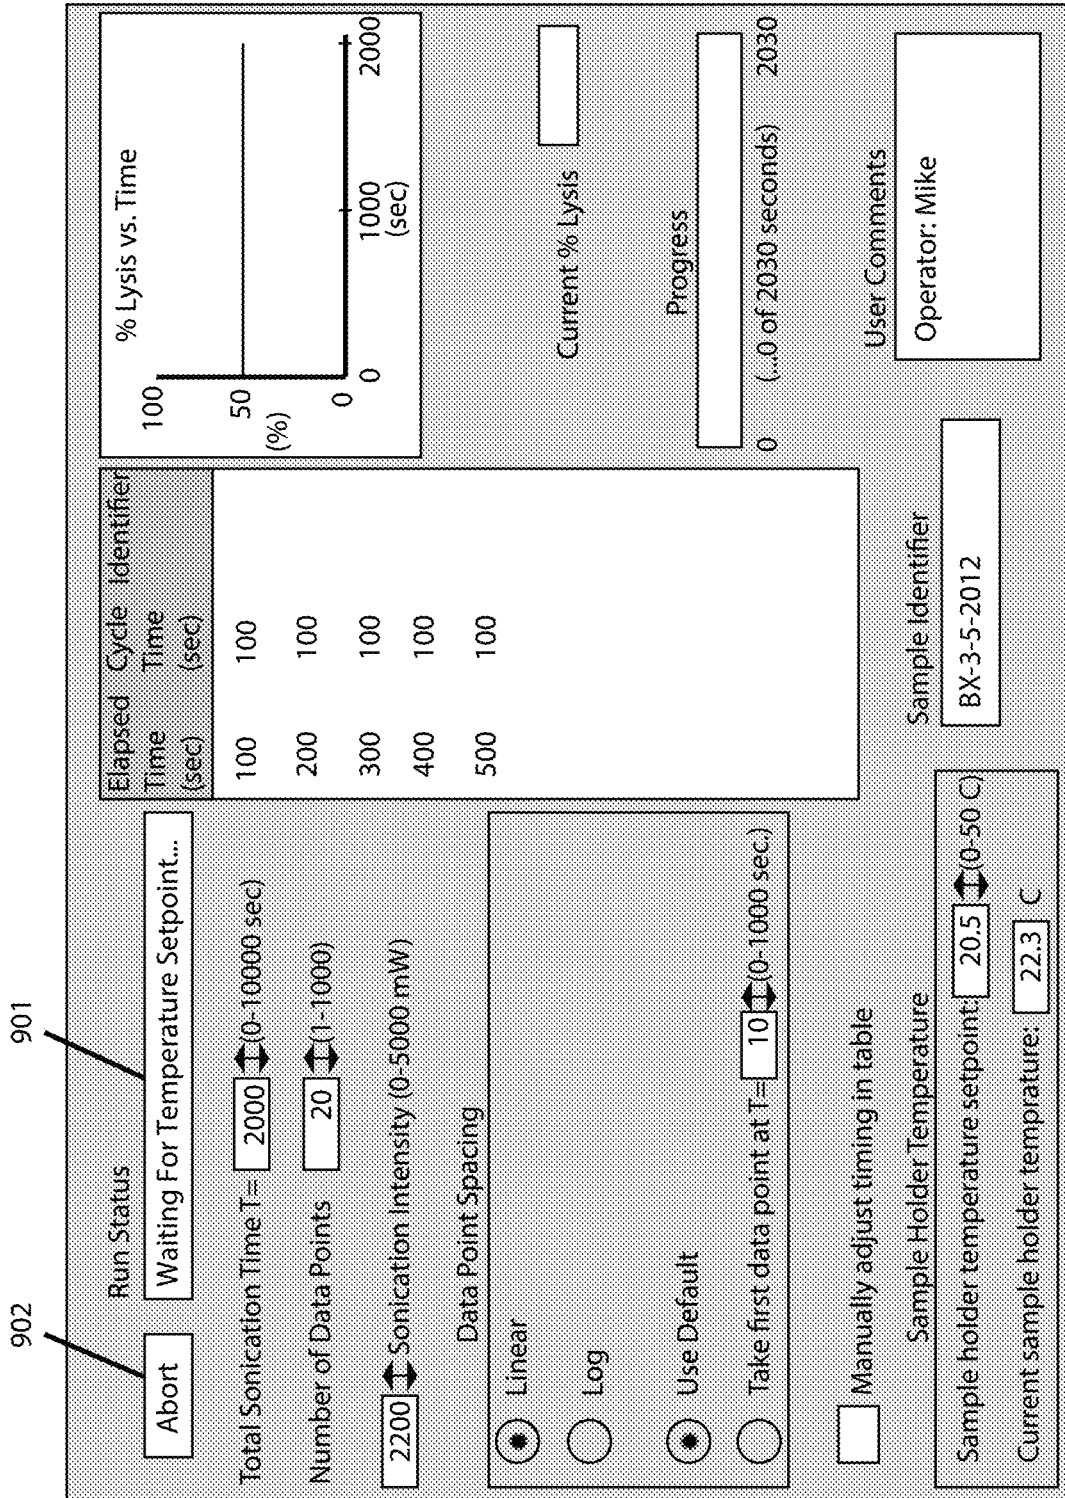 902
901
Run Status
Abort
Waiting For Temperature Setpoint...
Total Sonication Time T= 2000 (0-10000 sec)
Number of Data Points 20 (1-1000)
2200 Sonication Intensity (0-5000 mW)
Data Point Spacing
Linear
Log
Use Default
Take first data point at T= 10 (0-1000 sec.)
Manually adjust timing in table
Sample Holder Temperature
Sample holder temperature setpoint: 20.5 (0-50 C)
Current sample holder temprature: 22.3 C
Elapsed Cycle Identifier
Time Time
(sec) (sec)
100 100
200 100
300 100
400 100
500 100
Sample Identifier
BX-3-5-2012
% Lysis vs. Time
100
50
(%)
0
0 1000 2000
(sec)
Current % Lysis
Progress
0 (...0 of 2030 seconds) 2030
User Comments
Operator: Mike